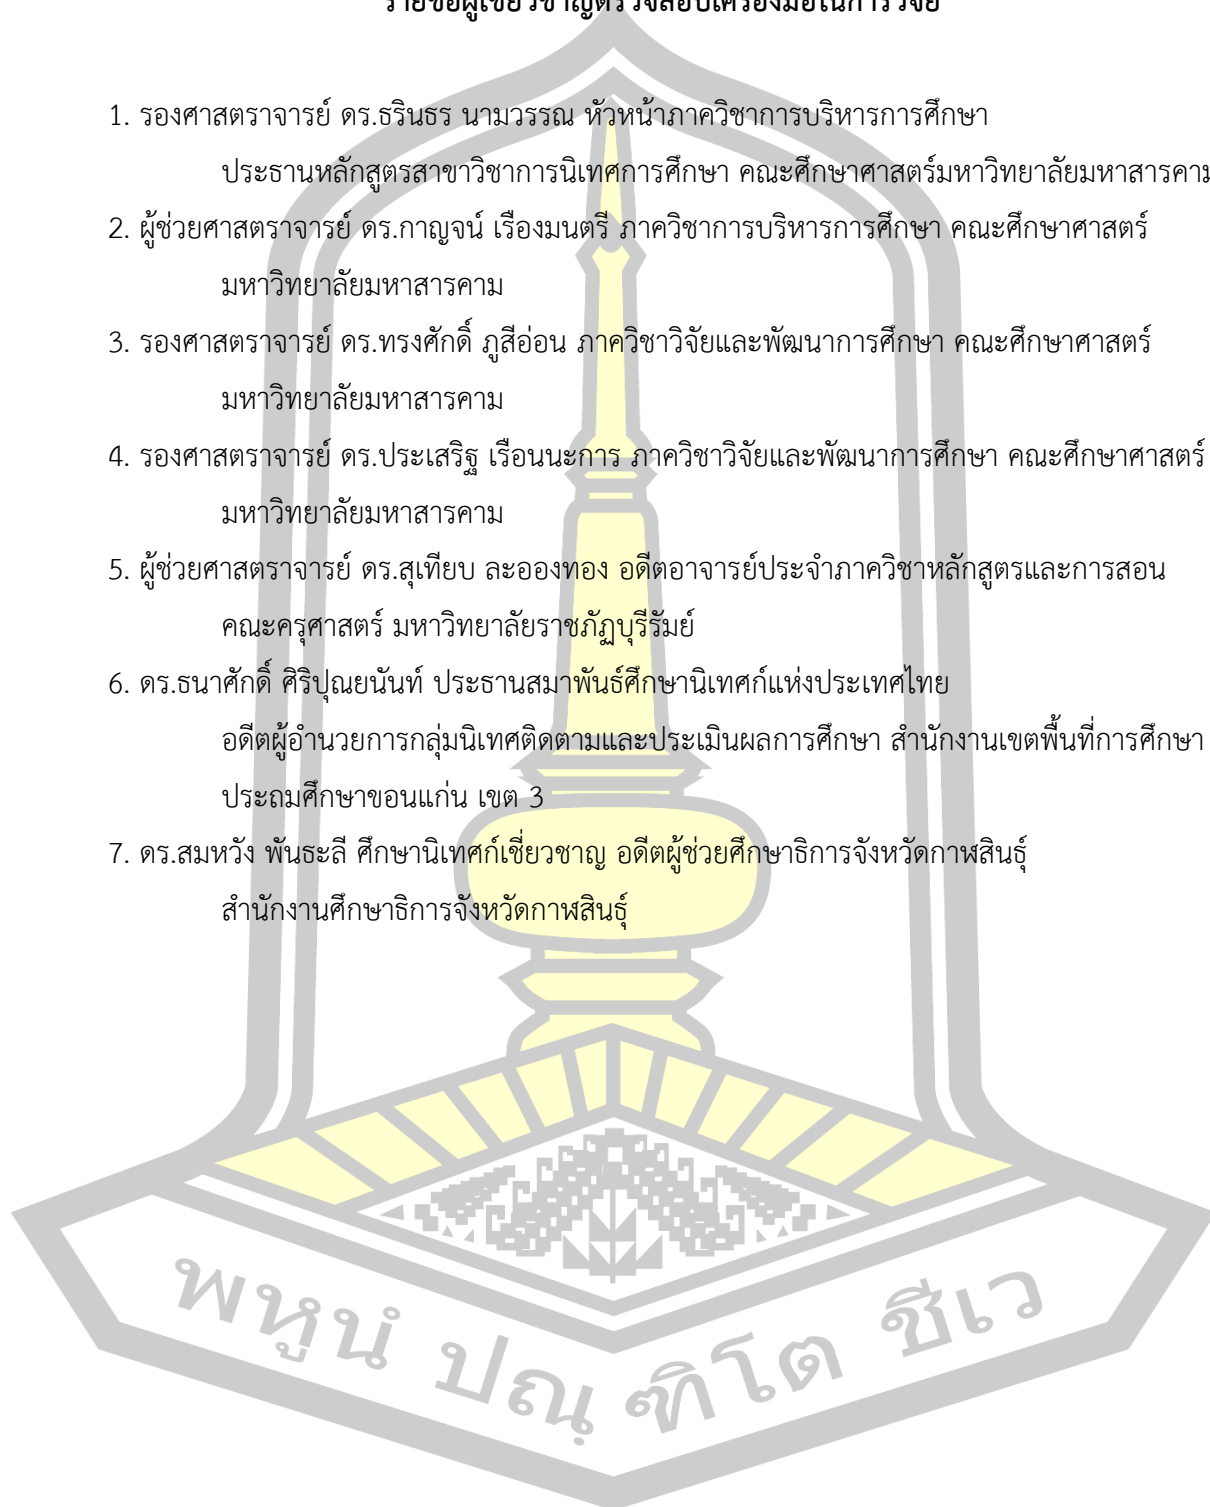 รายชื่อผู้เชี่ยวชาญตรวจสอบเครื่องมือในการวิจัย
1. รองศาสตราจารย์ ดร.ธรินธร นามวรรณ หัวหน้าภาควิชาการบริหารการศึกษา
ประธานหลักสูตรสาขาวิชาการนิเทศการศึกษา คณะศึกษาศาสตร์มหาวิทยาลัยมหาสารคาม
2. ผู้ช่วยศาสตราจารย์ ดร.กาญจน์ เรืองมนตรี ภาควิชาการบริหารการศึกษา คณะศึกษาศาสตร์
มหาวิทยาลัยมหาสารคาม
3. รองศาสตราจารย์ ดร.ทรงศักดิ์ ภูสีอ่อน ภาควิชาวิจัยและพัฒนาการศึกษา คณะศึกษาศาสตร์
มหาวิทยาลัยมหาสารคาม
4. รองศาสตราจารย์ ดร.ประเสริฐ เรือนนะการ ภาควิชาวิจัยและพัฒนาการศึกษา คณะศึกษาศาสตร์
มหาวิทยาลัยมหาสารคาม
5. ผู้ช่วยศาสตราจารย์ ดร.สุเทียบ ละอองทอง อดีตอาจารย์ประจำภาควิชาหลักสูตรและการสอน
คณะครุศาสตร์ มหาวิทยาลัยราชภัฏบุรีรัมย์
6. ดร.ธนาศักดิ์ ศิริปุณยนันท์ ประธานสมาพันธ์ศึกษานิเทศก์แห่งประเทศไทย
อดีตผู้อำนวยการกลุ่มนิเทศติดตามและประเมินผลการศึกษา สำนักงานเขตพื้นที่การศึกษา
ประถมศึกษาขอนแก่น เขต 3
7. ดร.สมหวัง พันธะลี ศึกษานิเทศก์เชี่ยวชาญ อดีตผู้ช่วยศึกษาธิการจังหวัดกาฬสินธุ์
สำนักงานศึกษาธิการจังหวัดกาฬสินธุ์
พหูนํ ปณฺฑิโต ชีเว